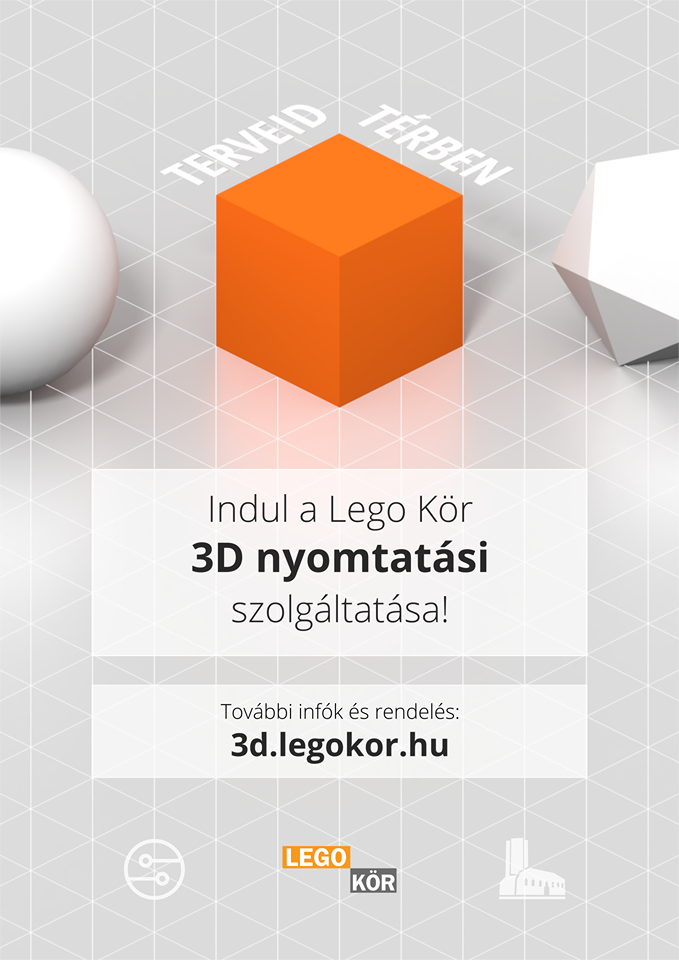 TERVEID TÉRBEN
Indul a Lego Kör
3D nyomtatási
szolgáltatása!
További infók és rendelés:
3d.legokor.hu
LEGO
KÖR